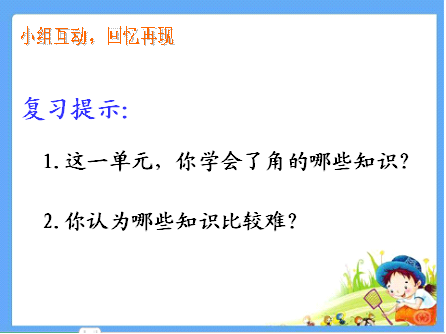 小组互动，回忆再现
复习提示:
1.这一单元，你学会了角的哪些知识?
2.你认为哪些知识比较难?